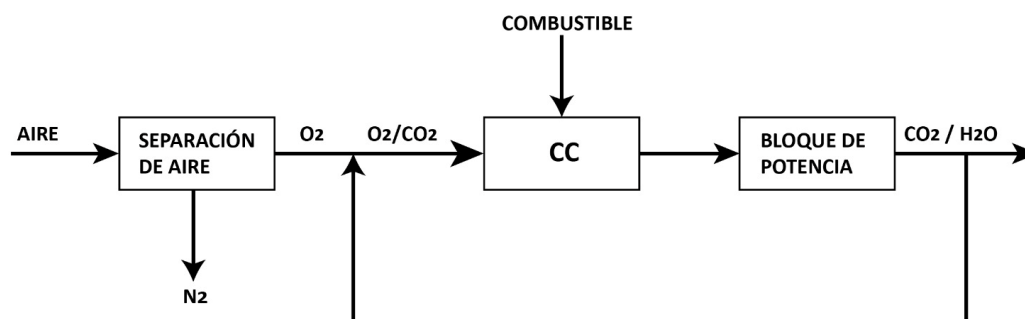 COMBUSTIBLE
AIRE
SEPARACIÓN
DE AIRE
O2
O2/CO2
CC
BLOQUE DE
POTENCIA
CO2 / H2O
N2